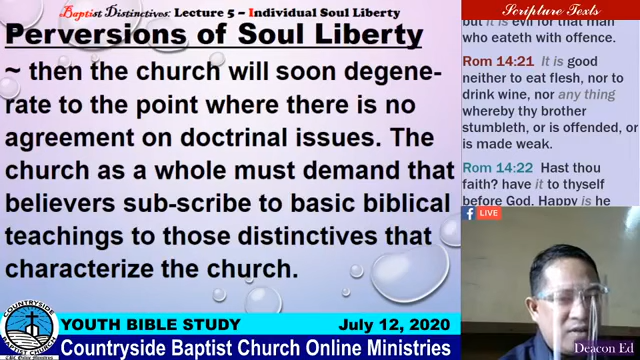 Baptist Distinctives: Lecture 5 – Individual Soul Liberty
Perversions of Soul Liberty
~ then the church will soon degene-
rate to the point where there is no
agreement on doctrinal issues. The
church as a whole must demand that
believers sub-scribe to basic biblical
teachings to those distinctives that
characterize the church.
Scripture Texts
but it is evil for that man
who eateth with offence.
Rom 14:21 It is good
neither to eat flesh, nor to
drink wine, nor any thing
whereby thy brother
stumbleth, or is offended, or
is made weak.
Rom 14:22 Hast thou
faith? have it to thyself
before God. Happy is he
f LIVE
Deacon Ed
COUNTRYSIDE
BAPTIST CHURCH
CBC Online Ministries
YOUTH BIBLE STUDY July 12, 2020
Countryside Baptist Church Online Ministries